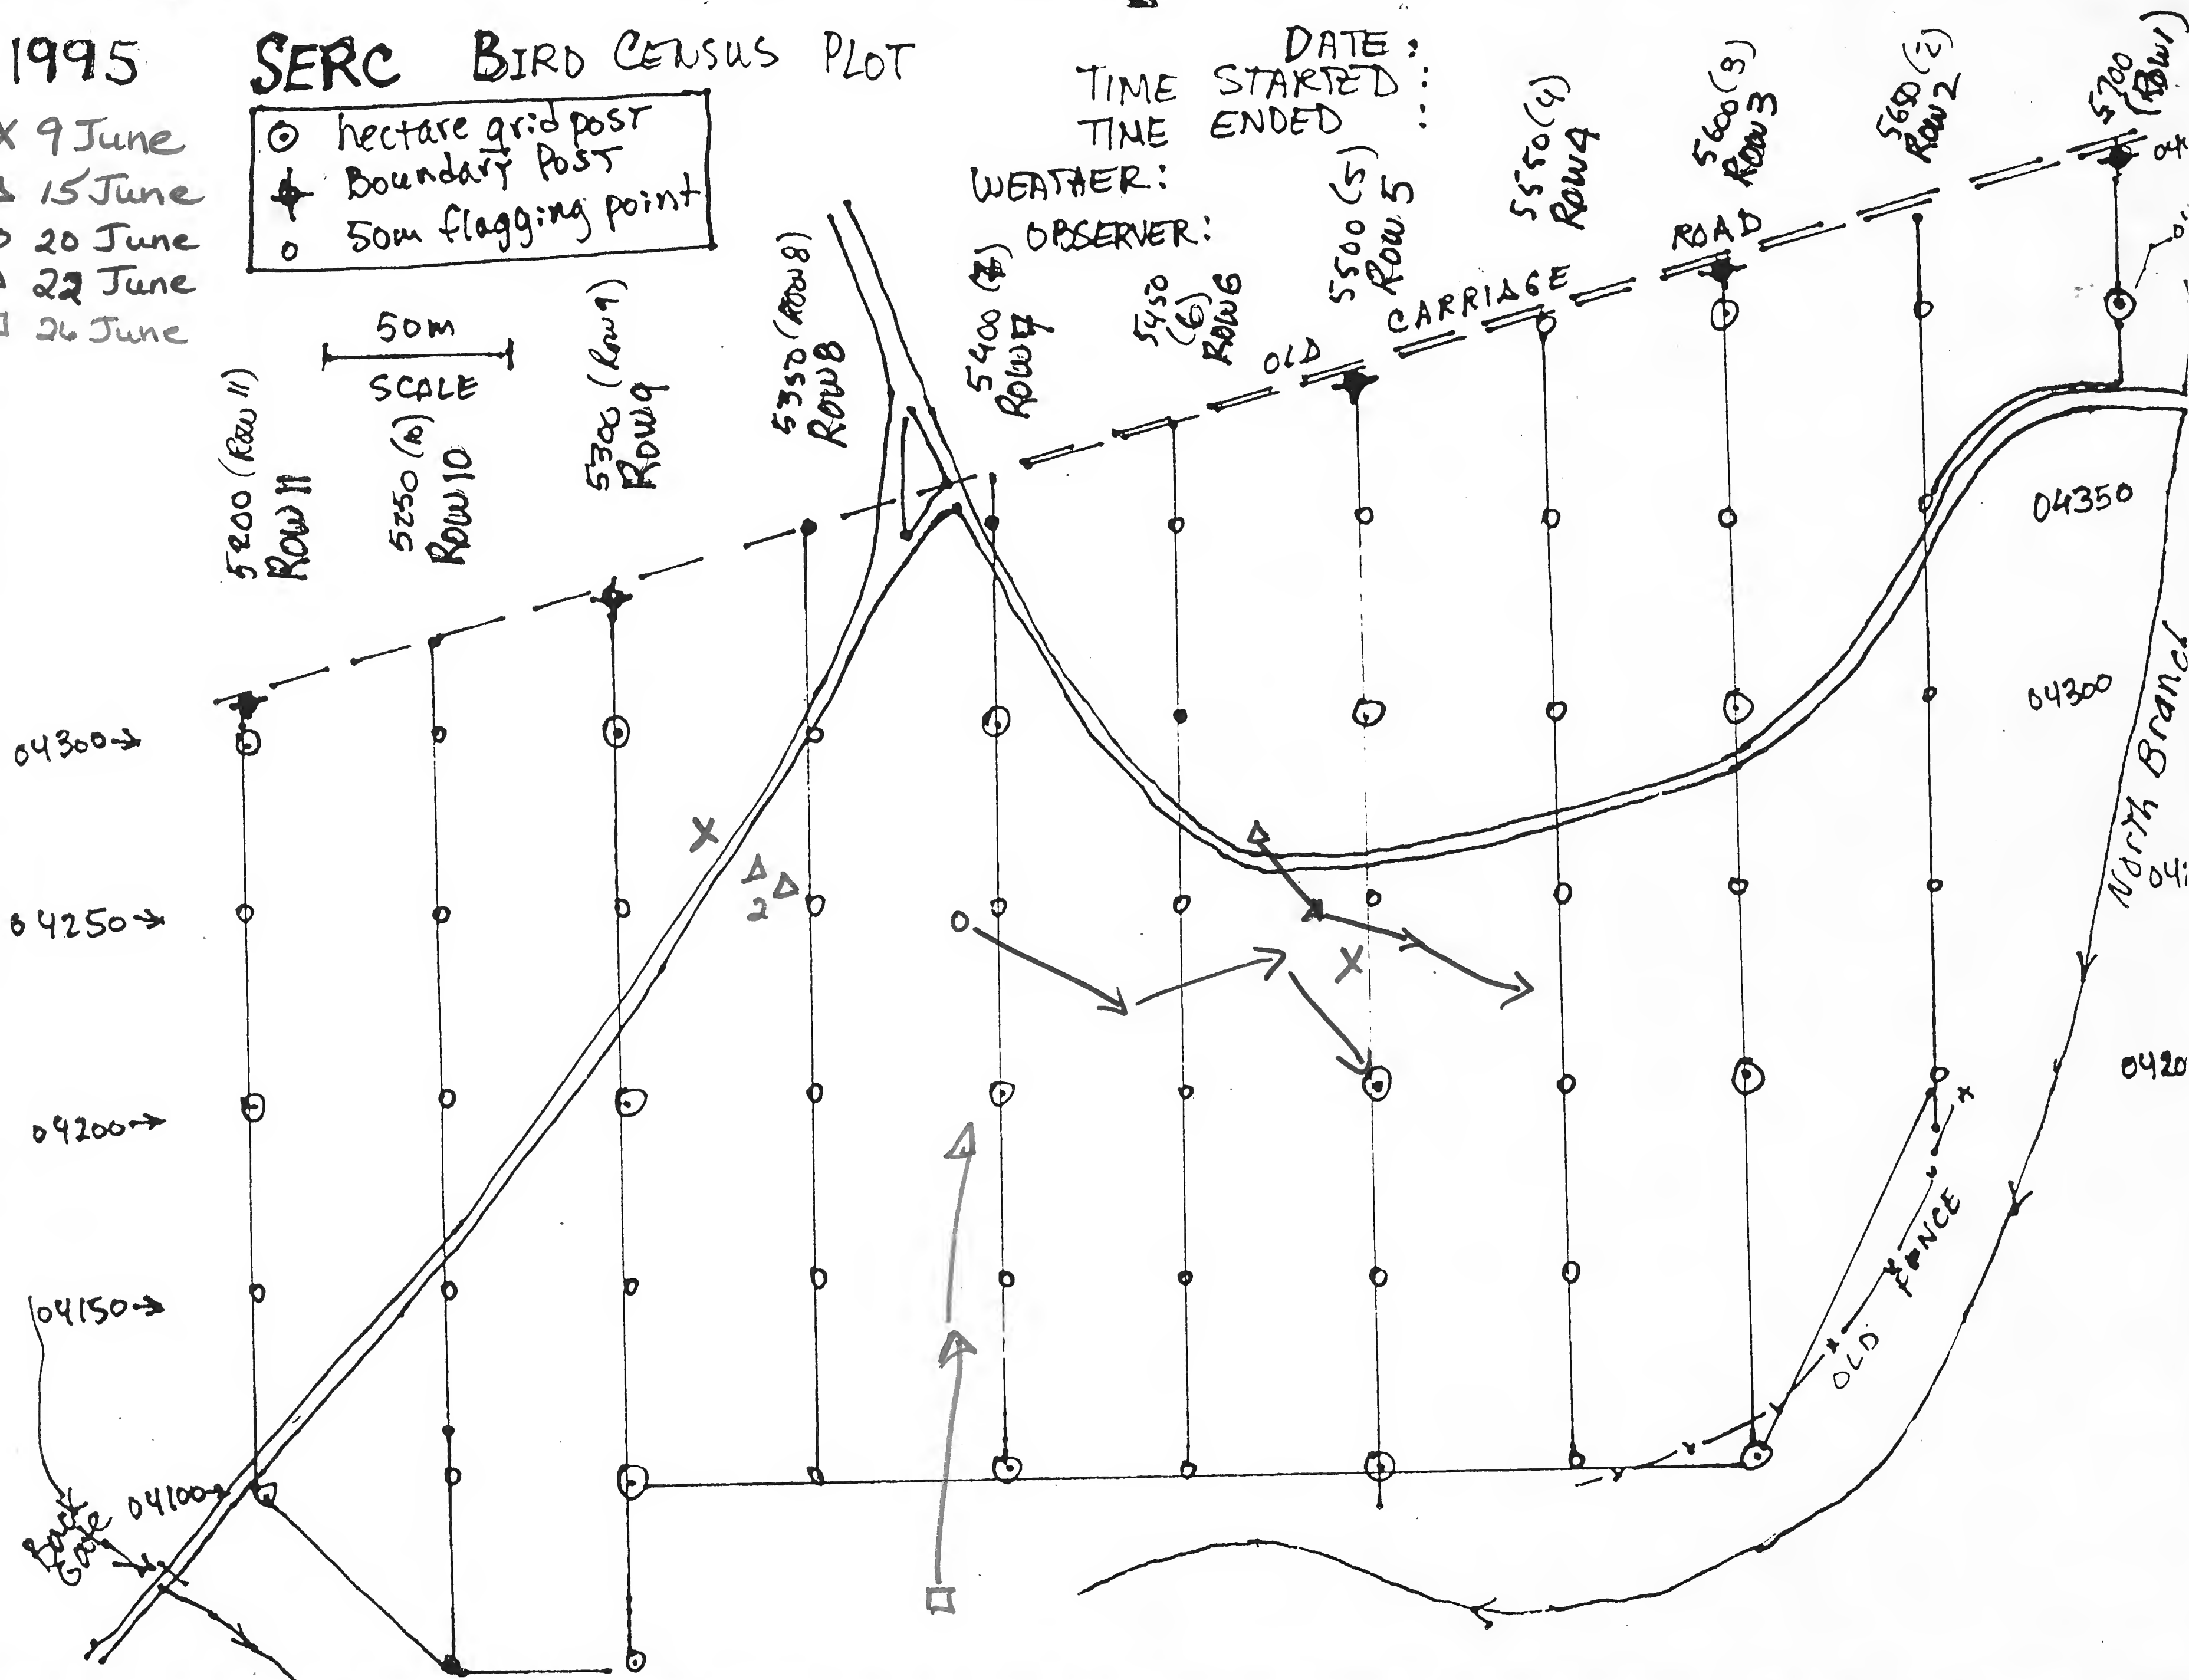 1995 SERC BIRD CENSUS PLOT
DATE :
TIME STARTED :
TIME ENDED :
WEATHER:
OBSERVER:
X 9 June
15 June
20 June
22 June
26 June
hectare grid post
Boundary Post
50m flagging point
50m
SCALE
5200 (Row 11)
Row 11
5250 (10)
Row 10
5300 (Row 9)
Row 9
5350 (Row 8)
Row 8
5400 (7)
Row 7
5450
(6)
Row 6
5500 (5)
Row 5
5550 (4)
Row 4
5600 (3)
Row 3
5650 (2)
Row 2
5700
(Row 1)
OLD CARRIAGE ROAD
04350
04300
04300
04250
2
0420
04200
04150
04100
North Branch
OLD FENCE
Back
Gate